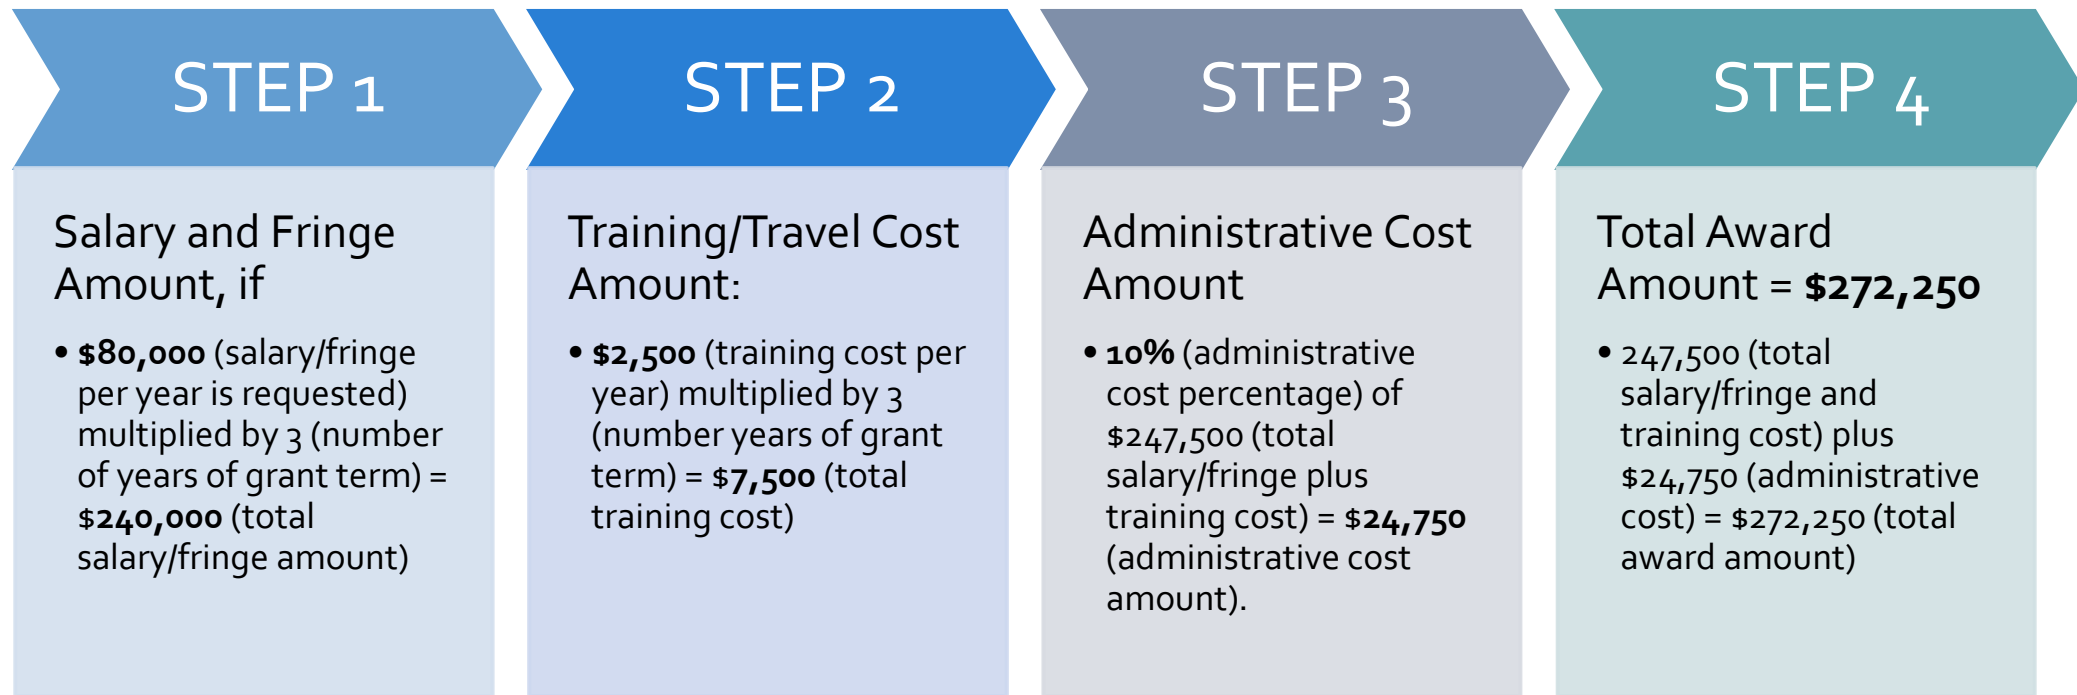 STEP 1
Salary and Fringe
Amount, if
• $80,000 (salary/fringe
per year is requested)
multiplied by 3 (number
of years of grant term) =
$240,000 (total
salary/fringe amount)
STEP 2
Training/Travel Cost
Amount:
• $2,500 (training cost per
year) multiplied by 3
(number years of grant
term) = $7,500 (total
training cost)
STEP 3
Administrative Cost
Amount
• 10% (administrative
cost percentage) of
$247,500 (total
salary/fringe plus
training cost) = $24,750
(administrative cost
amount).
STEP 4
Total Award
Amount = $272,250
• 247,500 (total
salary/fringe and
training cost) plus
$24,750 (administrative
cost) = $272,250 (total
award amount)